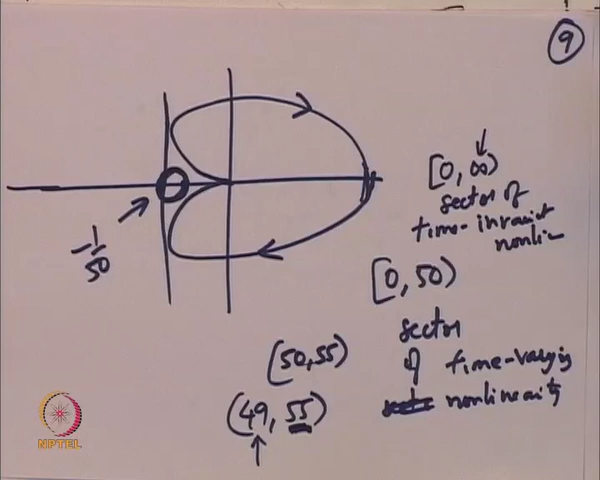 9
[0, ∞)
sector of
time-invariant
nonlin
-1/50
[0, 50)
sector
of time-varying
nonlinearity
[50, 55)
(49, 55)
NPTEL